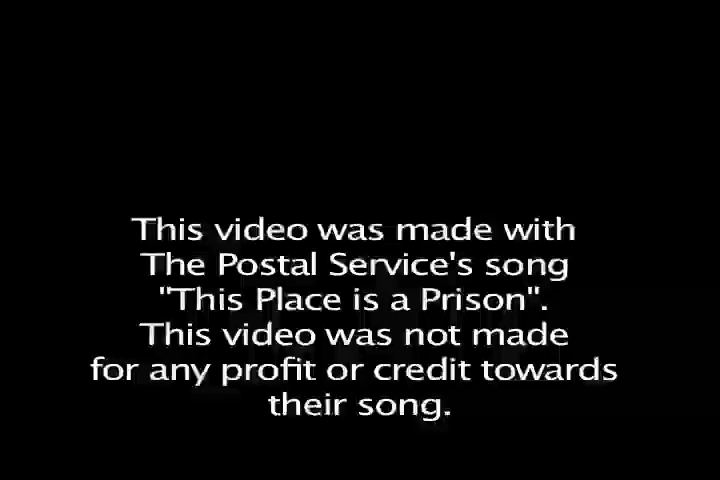 This video was made with
The Postal Service's song
"This Place is a Prison".
This video was not made
for any profit or credit towards
their song.